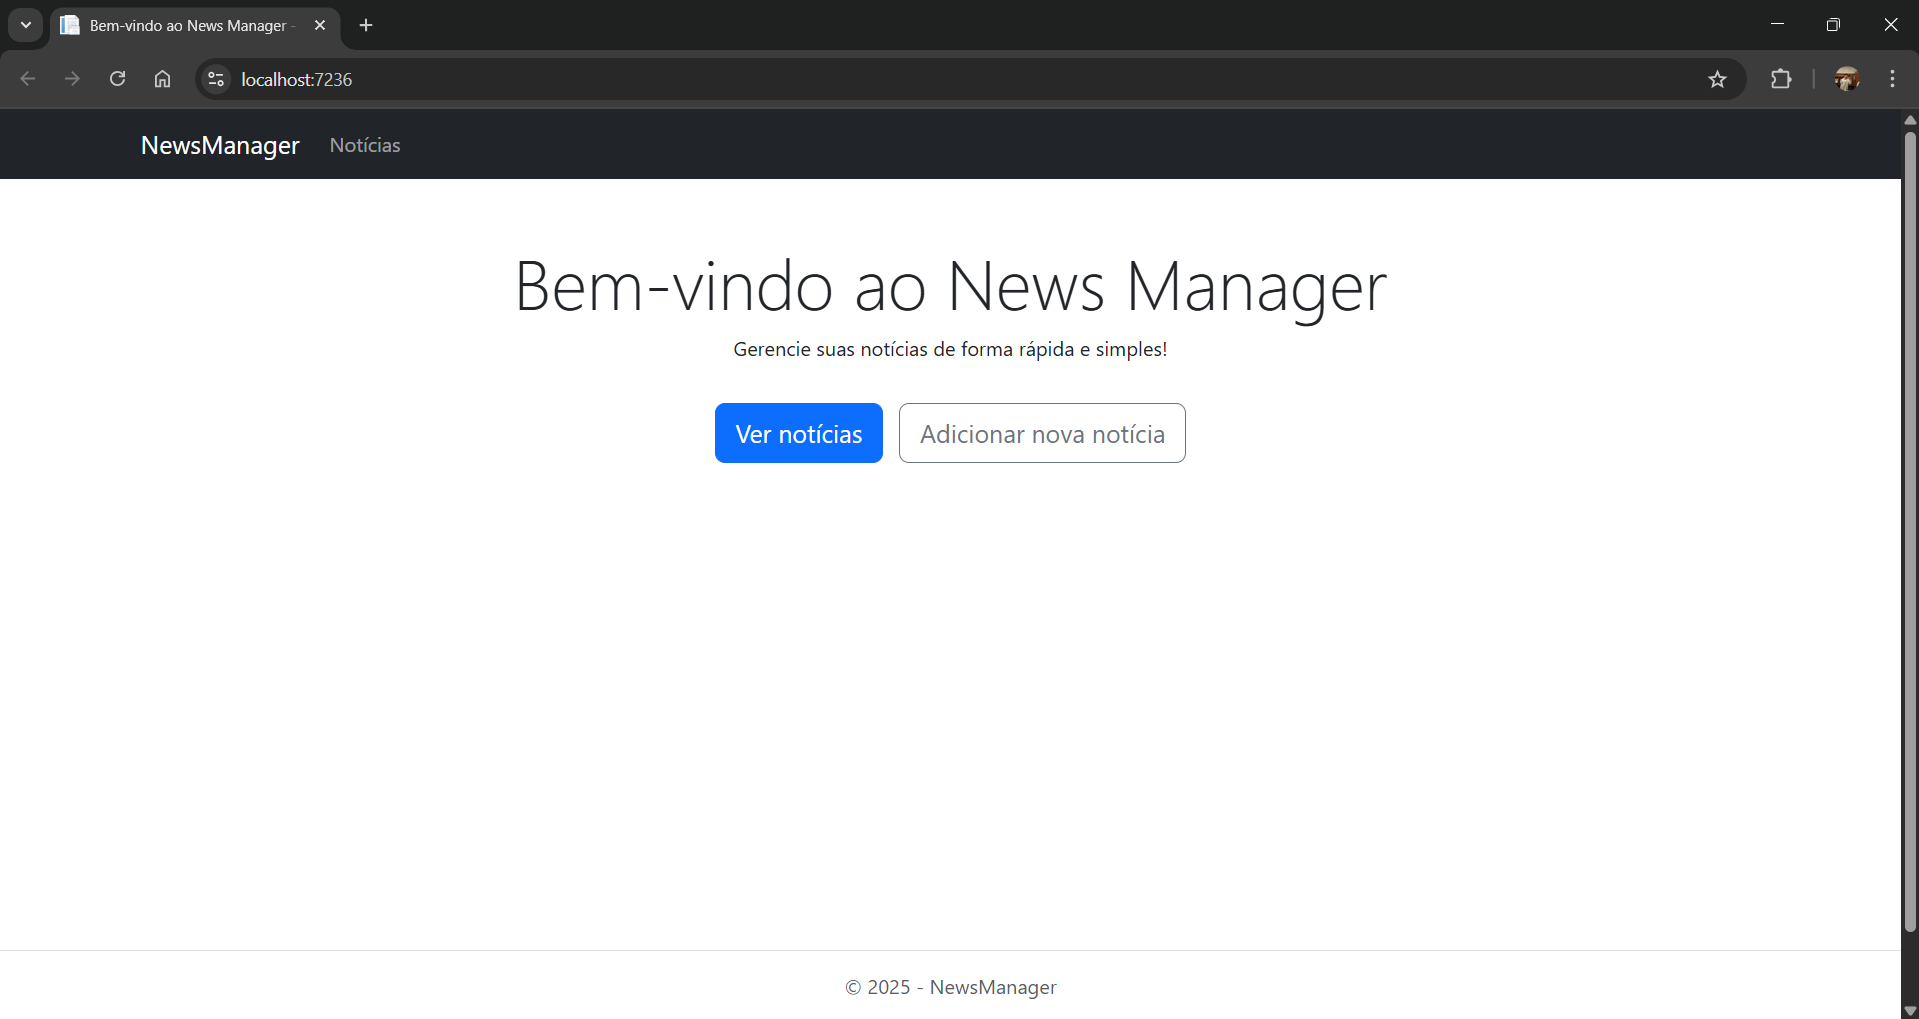 Bem-vindo ao News Manager -
localhost:7236
NewsManager Notícias
Bem-vindo ao News Manager
Gerencie suas notícias de forma rápida e simples!
Ver notícias Adicionar nova notícia
© 2025 - NewsManager